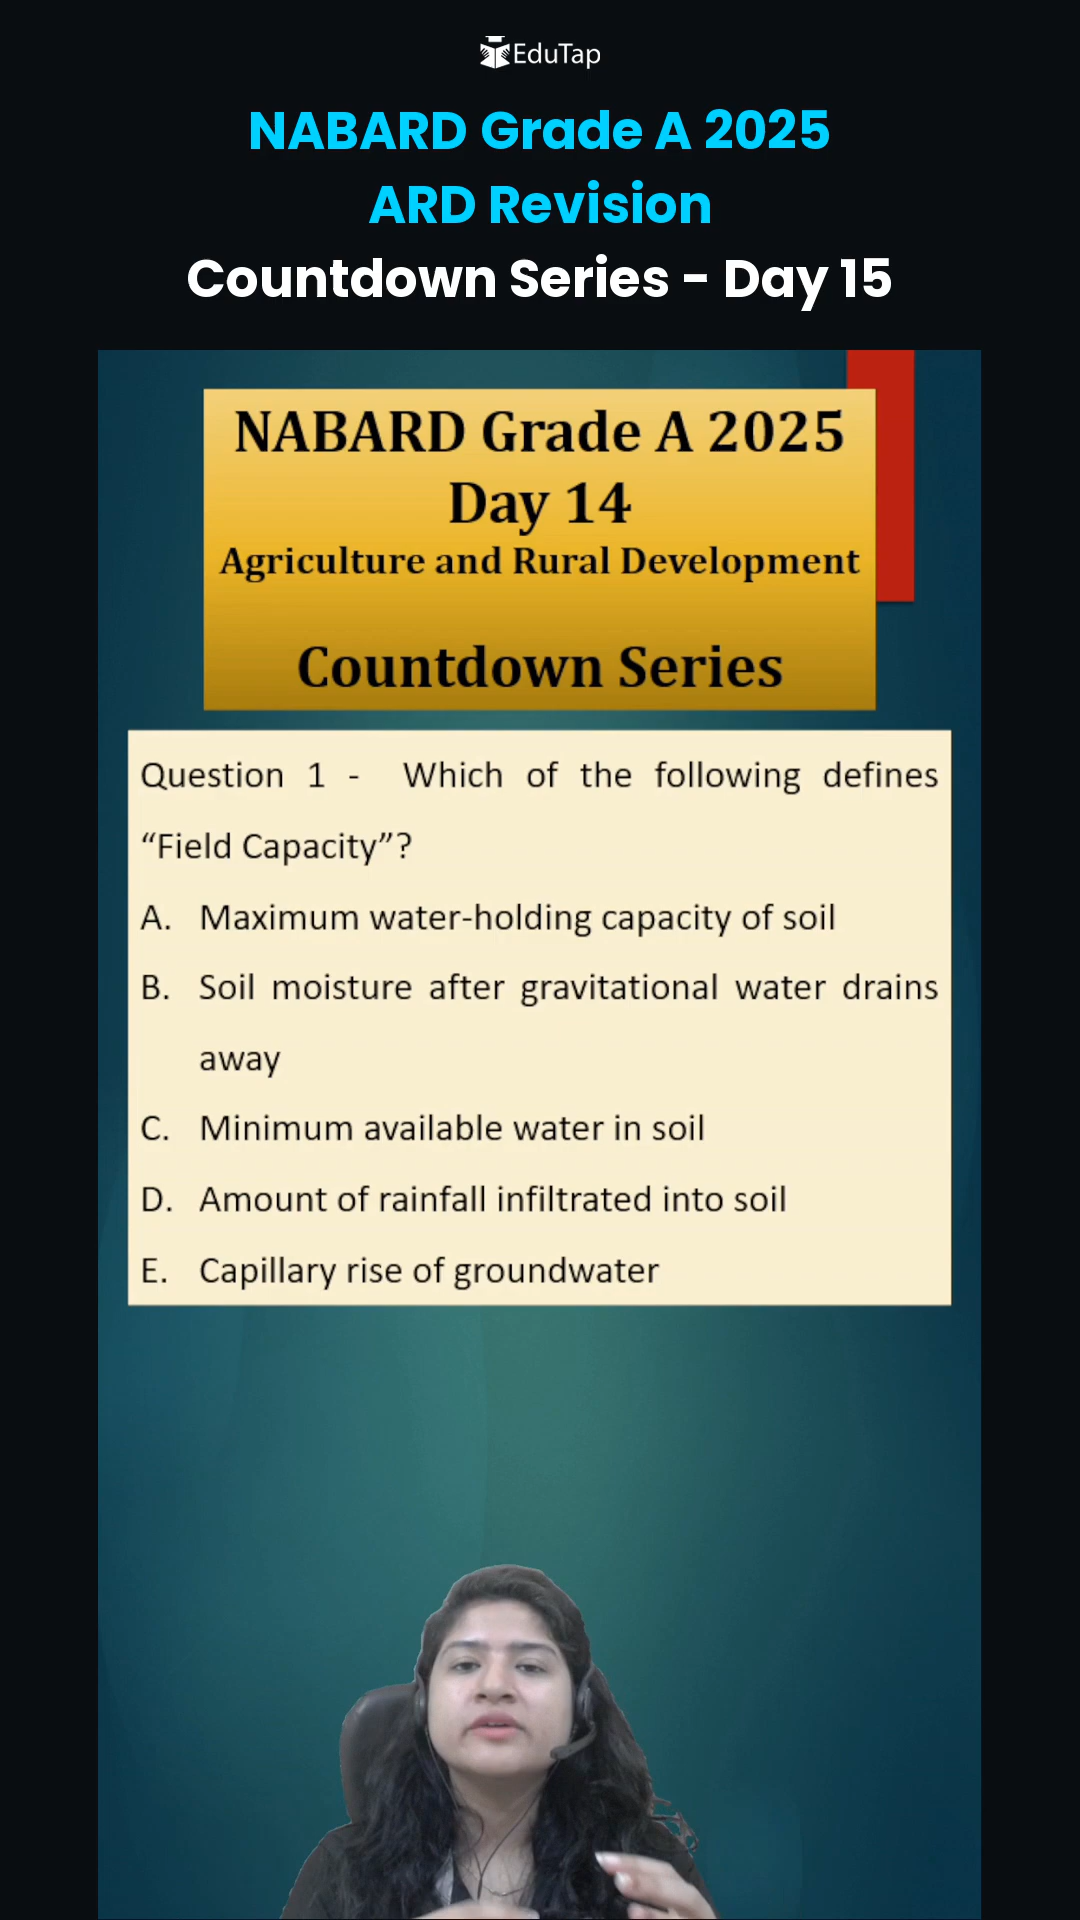 EduTap
NABARD Grade A 2025
ARD Revision
Countdown Series - Day 15
NABARD Grade A 2025
Day 14
Agriculture and Rural Development
Countdown Series
Question 1 - Which of the following defines
“Field Capacity”?
A. Maximum water-holding capacity of soil
B. Soil moisture after gravitational water drains
away
C. Minimum available water in soil
D. Amount of rainfall infiltrated into soil
E. Capillary rise of groundwater